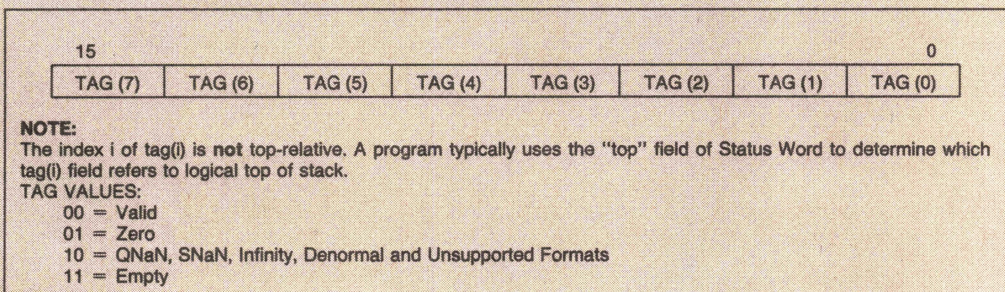 15 0
TAG (7) TAG (6) TAG (5) TAG (4) TAG (3) TAG (2) TAG (1) TAG (0)
NOTE:
The index i of tag(i) is not top-relative. A program typically uses the "top" field of Status Word to determine which
tag(i) field refers to logical top of stack.
TAG VALUES:
00 = Valid
01 = Zero
10 = QNaN, SNaN, Infinity, Denormal and Unsupported Formats
11 = Empty